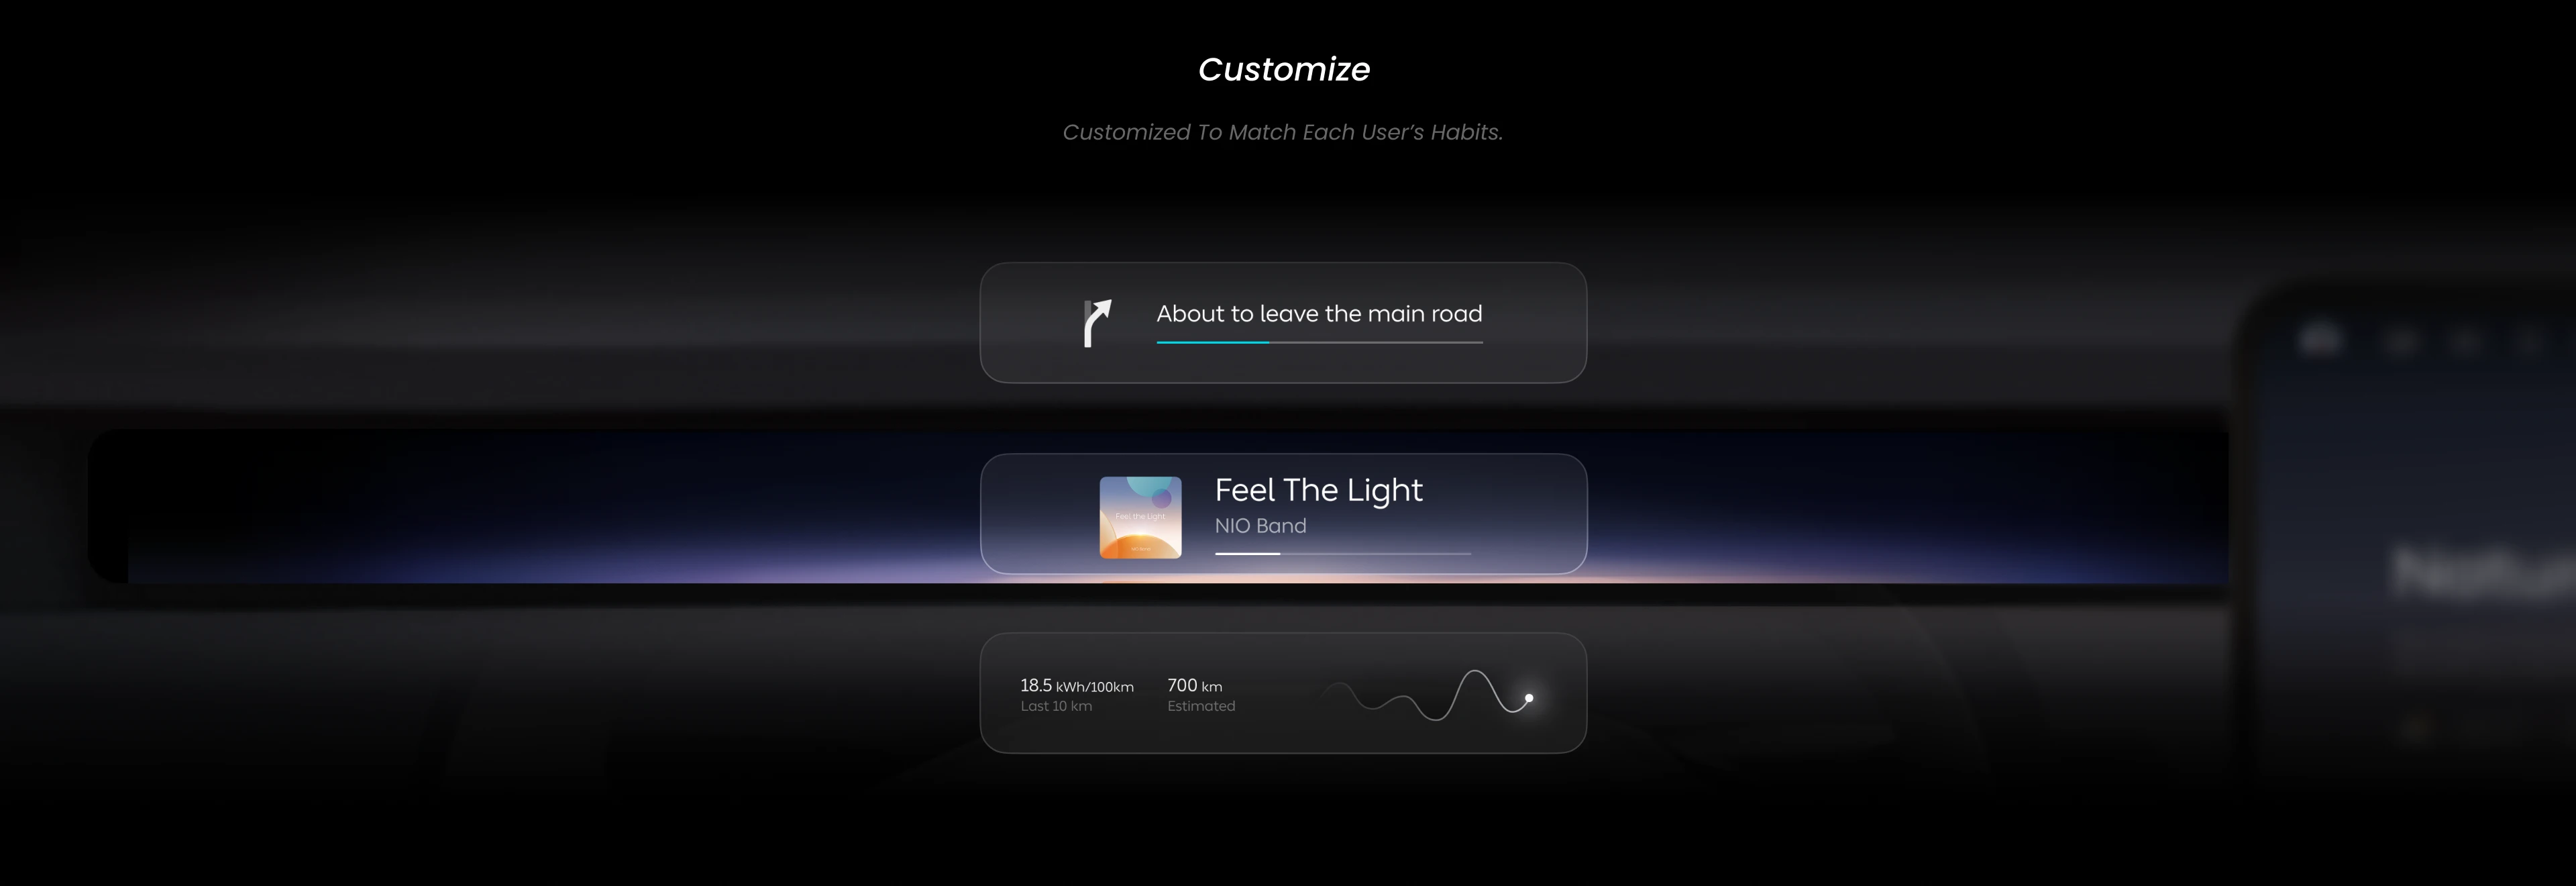 Customize
Customized To Match Each User's Habits.
About to leave the main road
Feel The Light
NIO Band
Feel the Light
18.5 kWh/100km
700 km
Last 10 km
Estimated